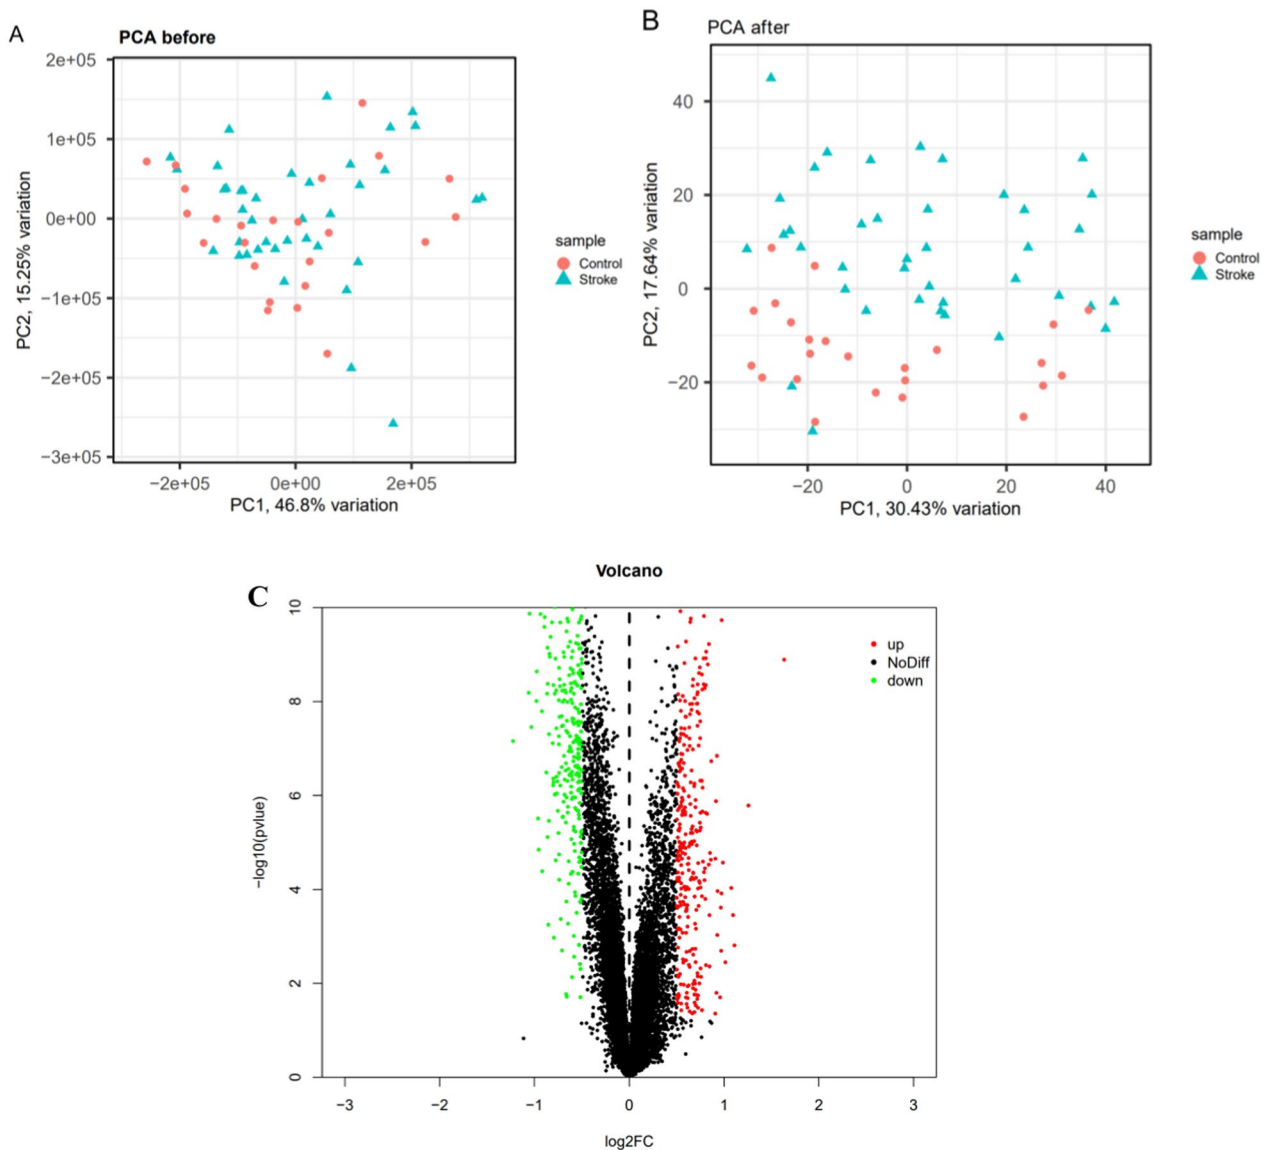 A
PCA before
2e+05
1e+05
0e+00
−1e+05
−2e+05
−3e+05
PC2, 15.25% variation
−2e+05 0e+00 2e+05
PC1, 46.8% variation
sample
Control
Stroke
B
PCA after
40
20
0
−20
PC2, 17.64% variation
−20 0 20 40
PC1, 30.43% variation
sample
Control
Stroke
C
Volcano
10
8
6
4
2
0
−log10(pvlue)
up
NoDiff
down
−3 −2 −1 0 1 2 3
log2FC